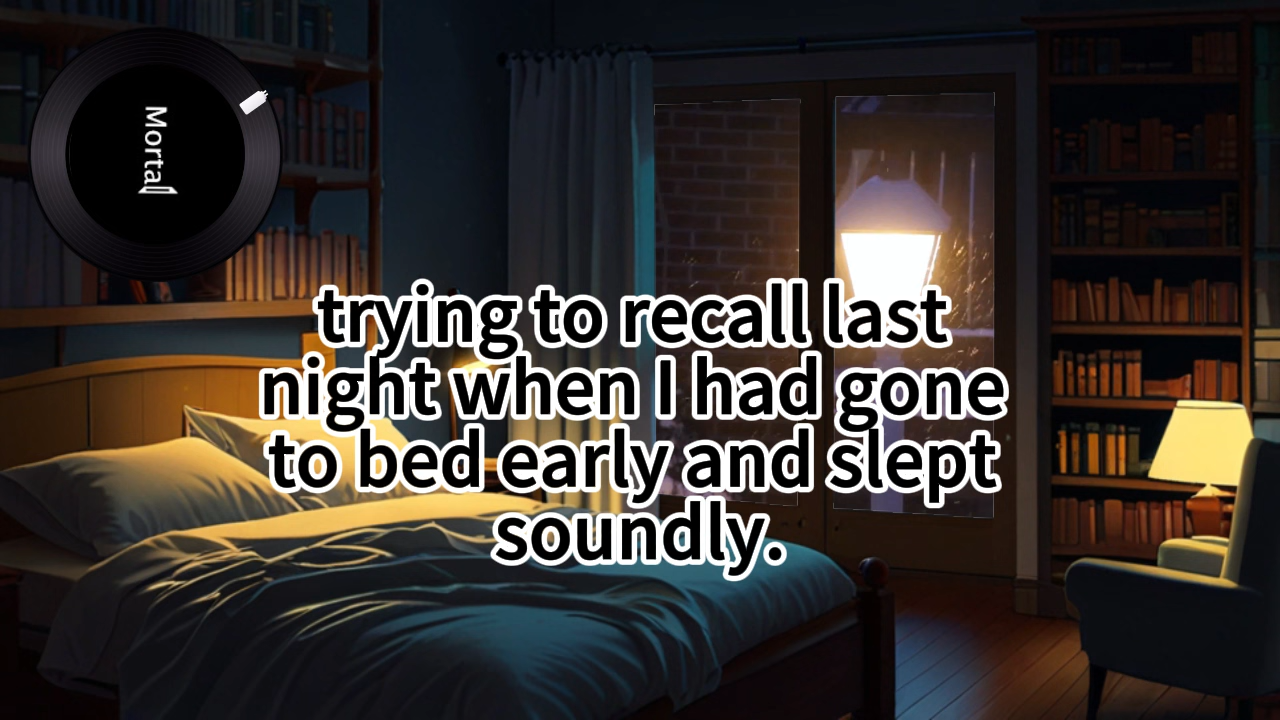 Mortal
trying to recall last
night when I had gone
to bed early and slept
soundly.